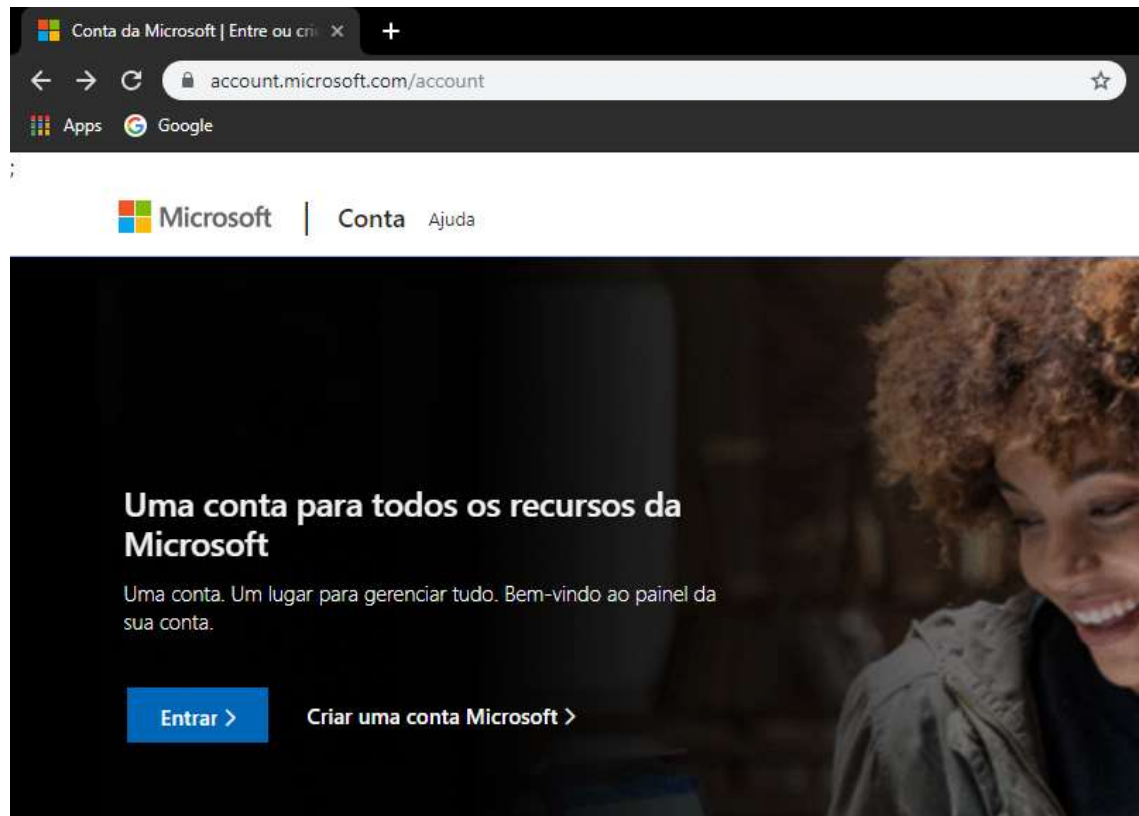 Conta da Microsoft | Entre ou cri
account.microsoft.com/account
Apps Google
;
Microsoft | Conta Ajuda
Uma conta para todos os recursos da
Microsoft
Uma conta. Um lugar para gerenciar tudo. Bem-vindo ao painel da
sua conta.
Entrar > Criar uma conta Microsoft >